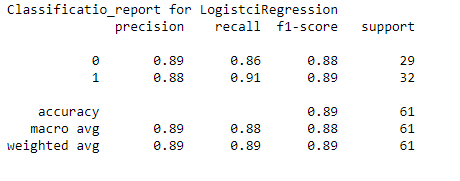 Classificatio_report for LogistciRegression
precision recall f1-score support
0 0.89 0.86 0.88 29
1 0.88 0.91 0.89 32
accuracy 0.89 61
macro avg 0.89 0.88 0.88 61
weighted avg 0.89 0.89 0.89 61